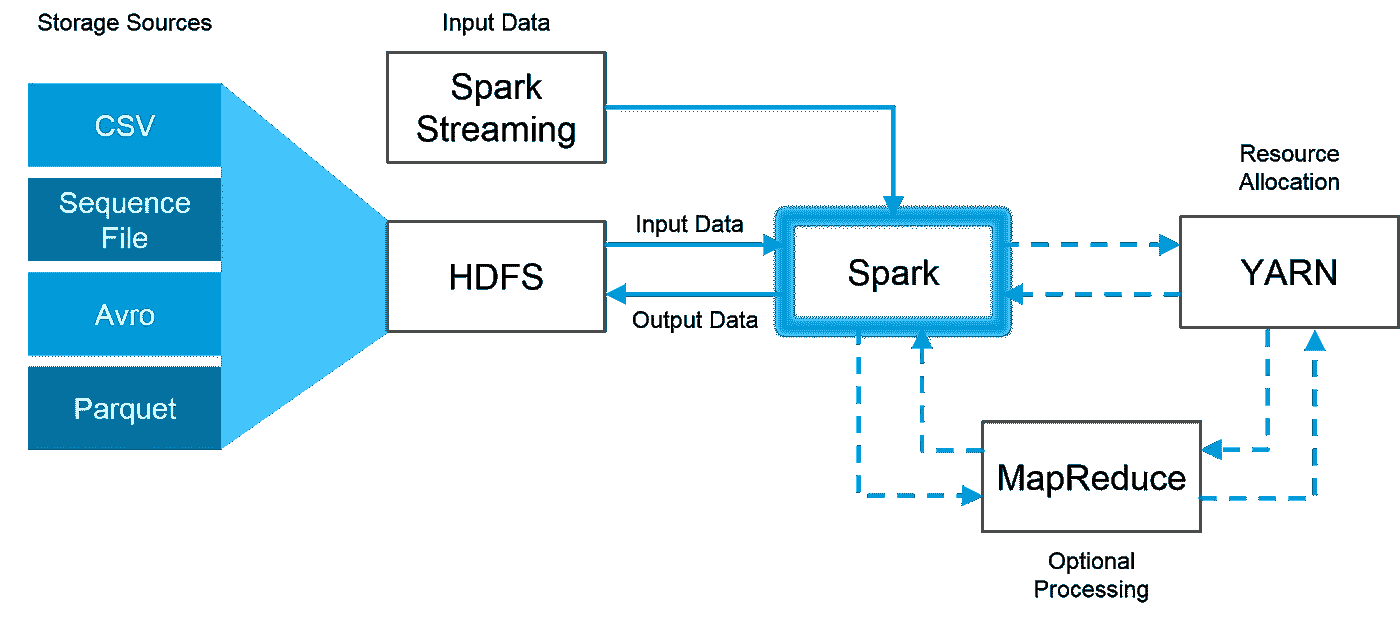 Storage Sources
Input Data
CSV
Sequence
File
Avro
Parquet
Spark
Streaming
HDFS
Input Data
Output Data
Spark
Resource
Allocation
YARN
MapReduce
Optional
Processing